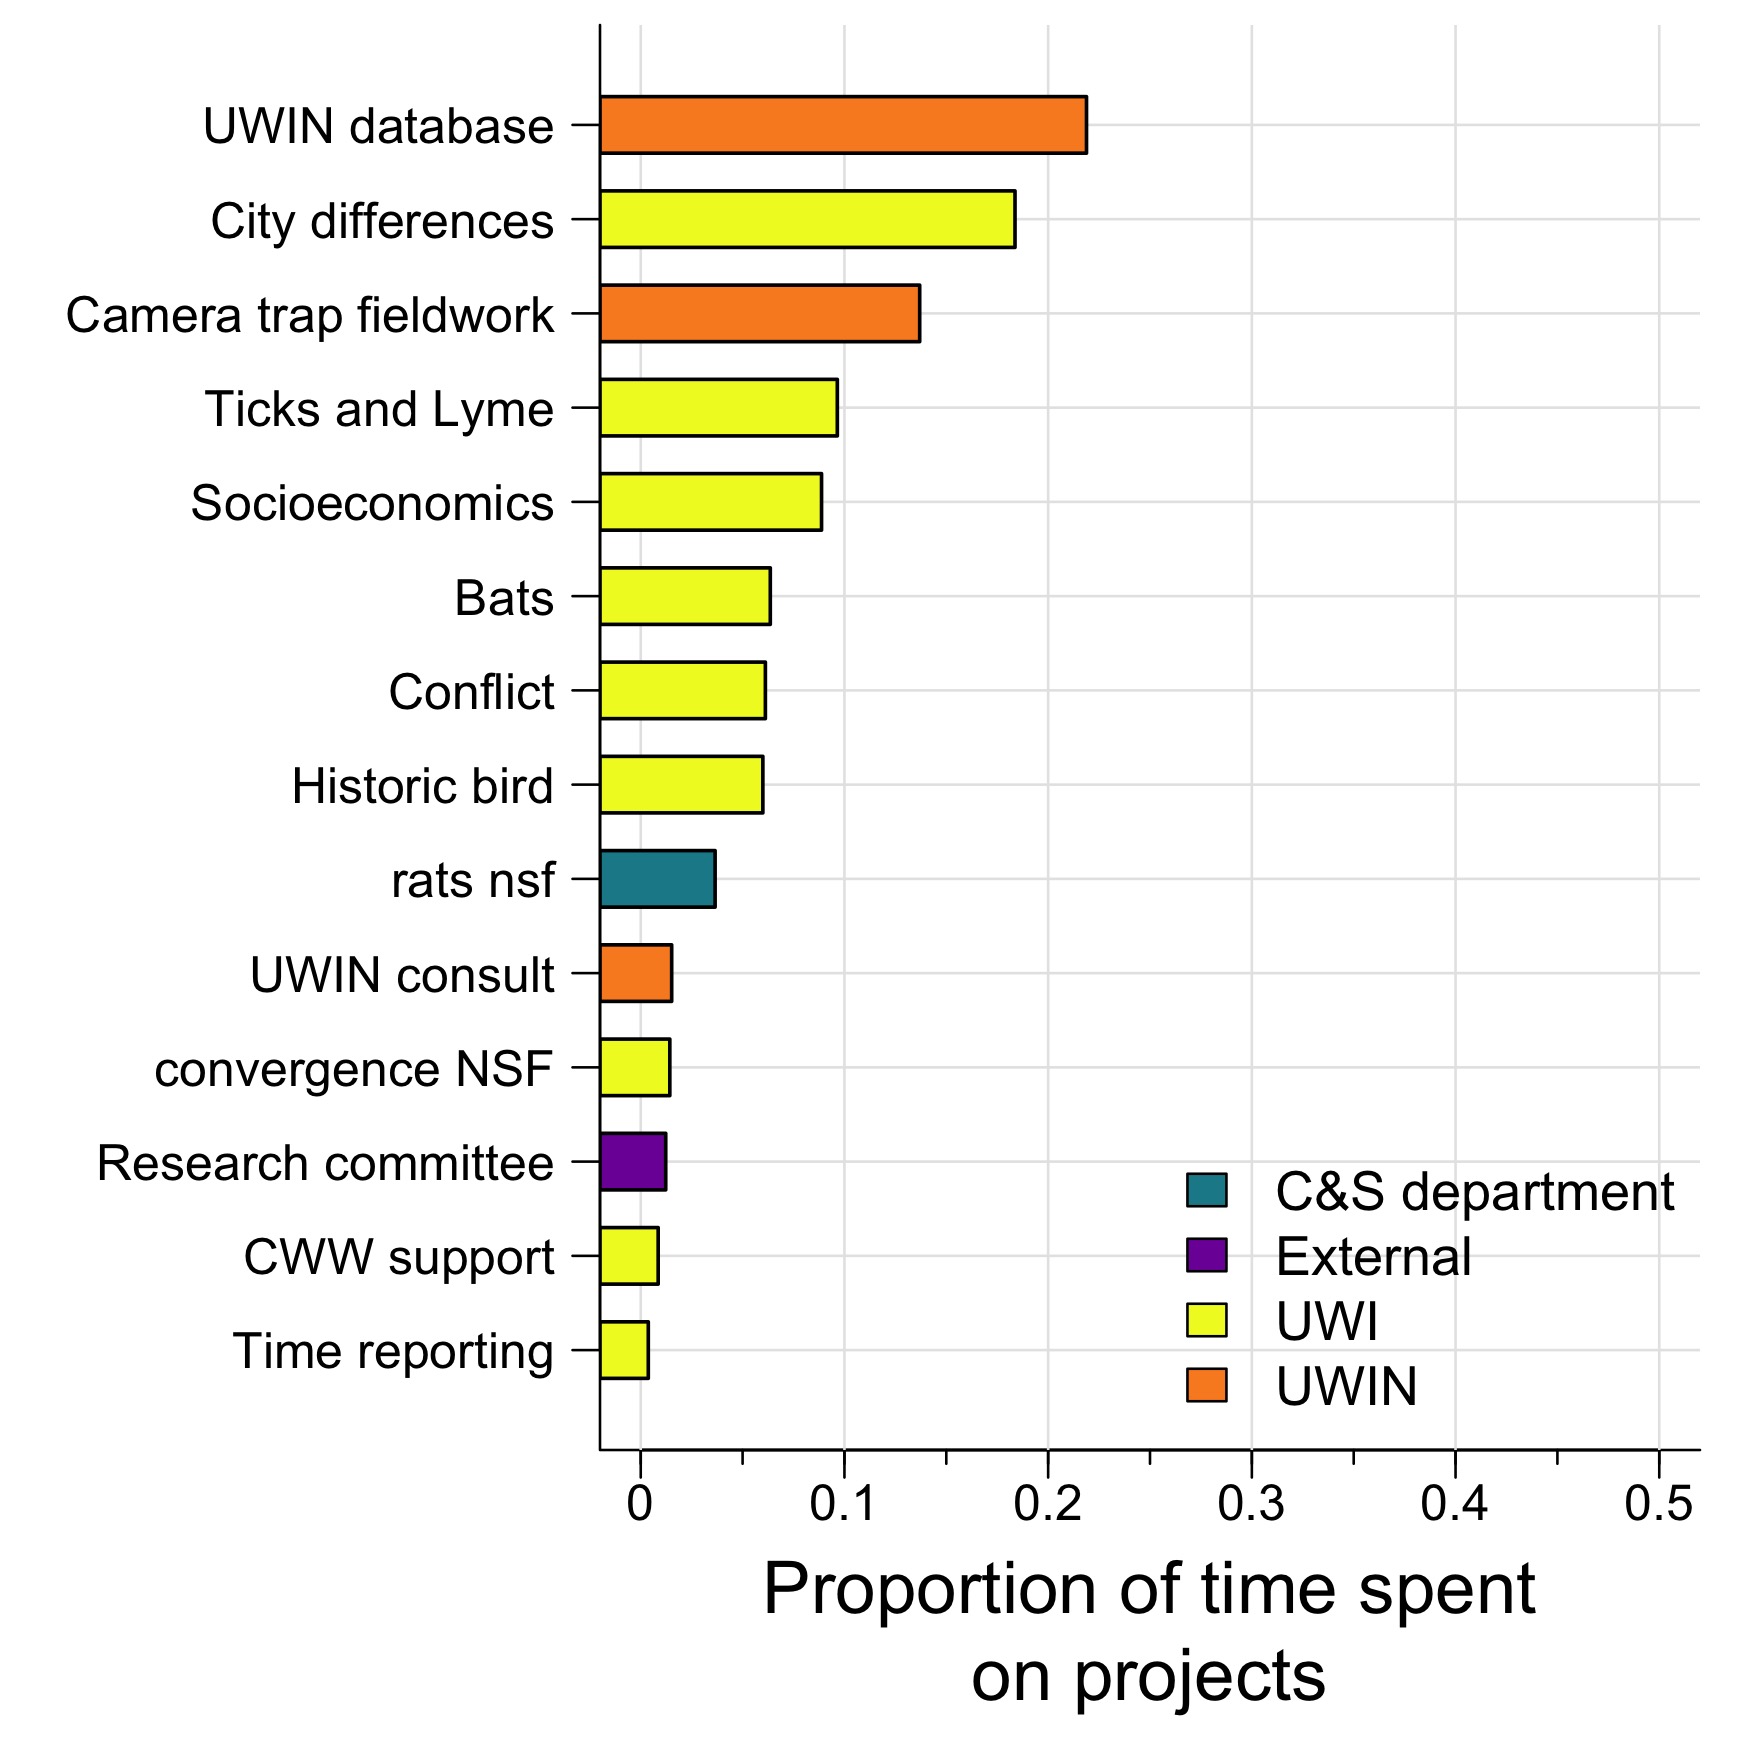 UWIN database
City differences
Camera trap fieldwork
Ticks and Lyme
Socioeconomics
Bats
Conflict
Historic bird
rats nsf
UWIN consult
convergence NSF
Research committee
CWW support
Time reporting
C&S department
External
UWI
UWIN
0 0.1 0.2 0.3 0.4 0.5
Proportion of time spent
on projects